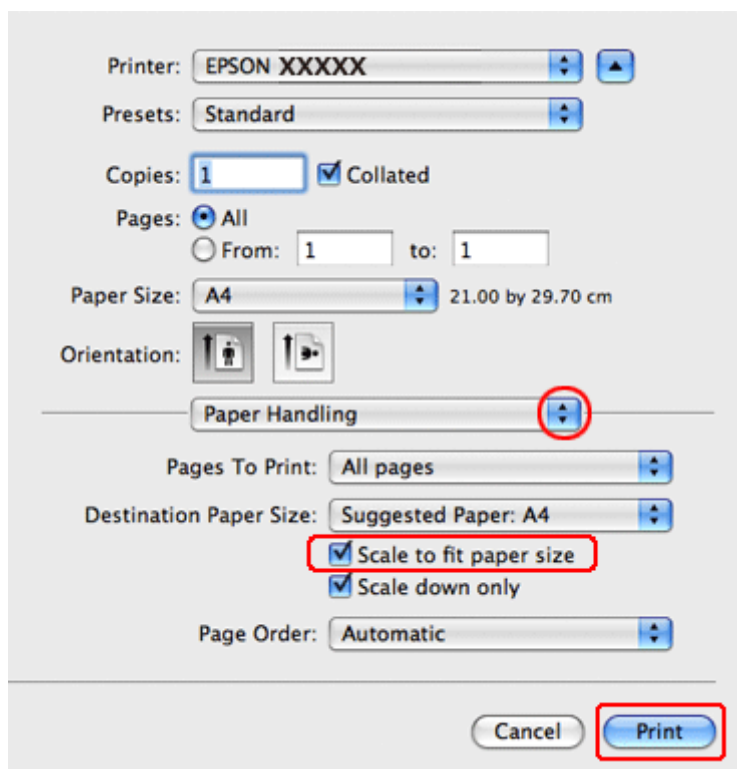 Printer: EPSON XXXXX
Presets: Standard
Copies: 1 Collated
Pages: All
From: 1 to: 1
Paper Size: A4 21.00 by 29.70 cm
Orientation:
Paper Handling
Pages To Print: All pages
Destination Paper Size: Suggested Paper: A4
Scale to fit paper size
Scale down only
Page Order: Automatic
Cancel Print